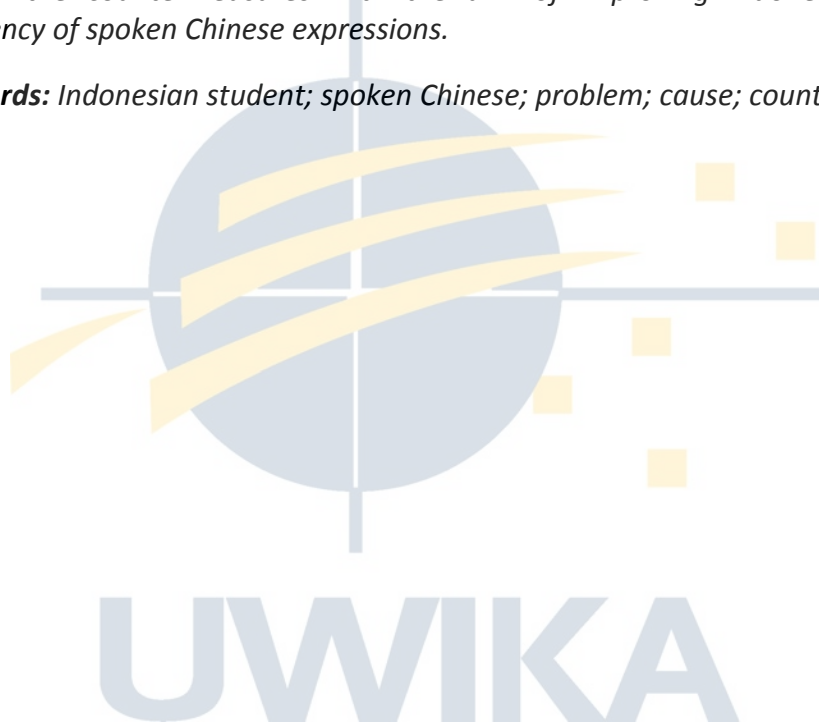 ency of spoken Chinese expressions.
rds: Indonesian student; spoken Chinese; problem; cause; count
UWIKA